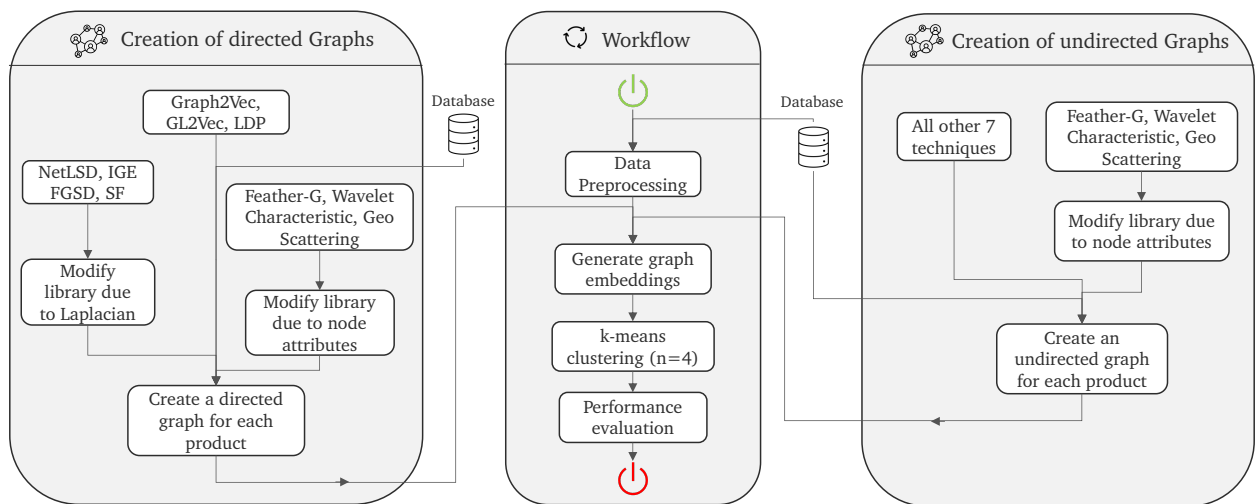 Creation of directed Graphs
Graph2Vec,
GL2Vec, LDP
NetLSD, IGE
FGSD, SF
Feather-G, Wavelet
Characteristic, Geo
Scattering
Modify
library due
to Laplacian
Modify
library due
to node
attributes
Create a directed
graph for each
product
Database
Workflow
Data
Preprocessing
Generate graph
embeddings
k-means
clustering (n=4)
Performance
evaluation
Database
Creation of undirected Graphs
All other 7
techniques
Feather-G, Wavelet
Characteristic, Geo
Scattering
Modify library due
to node attributes
Create an
undirected graph
for each product